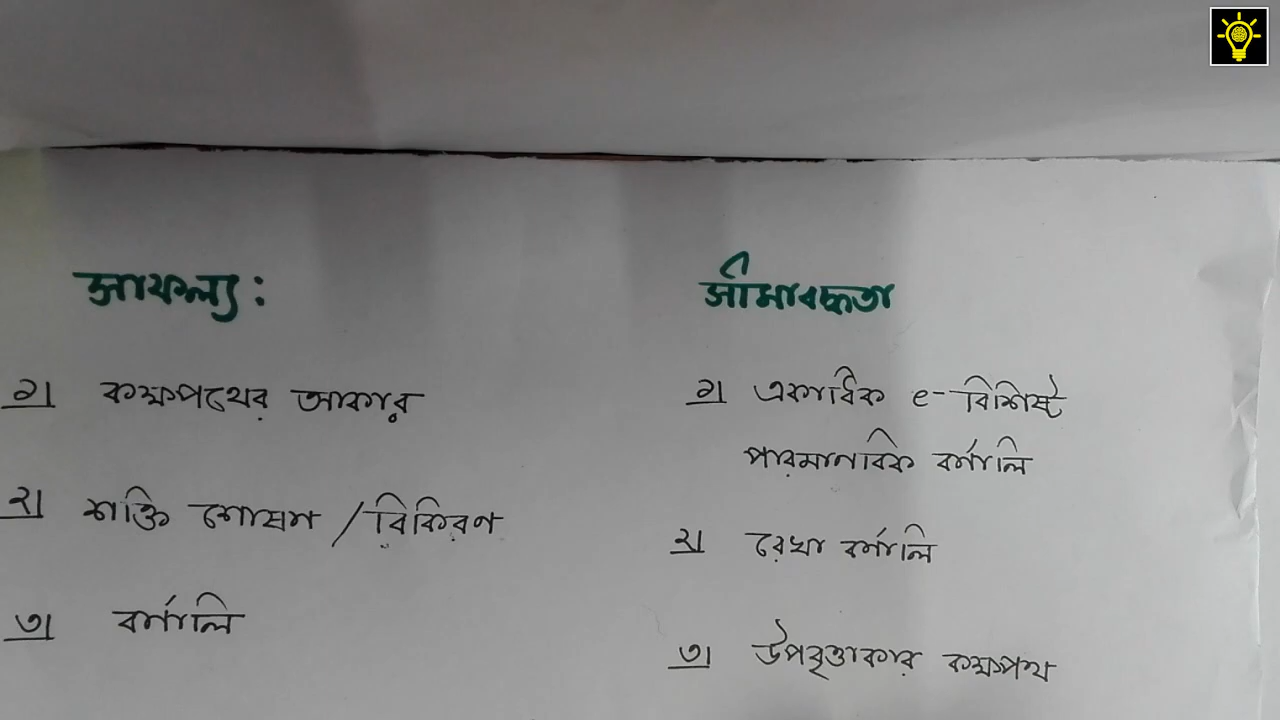 সাফল্য:
১। কক্ষপথের আকার
২। শক্তি শোষণ / বিকিরণ
৩। বর্ণালি
সীমাবদ্ধতা
১। একাধিক e- বিশিষ্ট
পারমানবিক বর্ণালি
২। রেখা বর্ণালি
৩। উপবৃত্তাকার কক্ষপথ